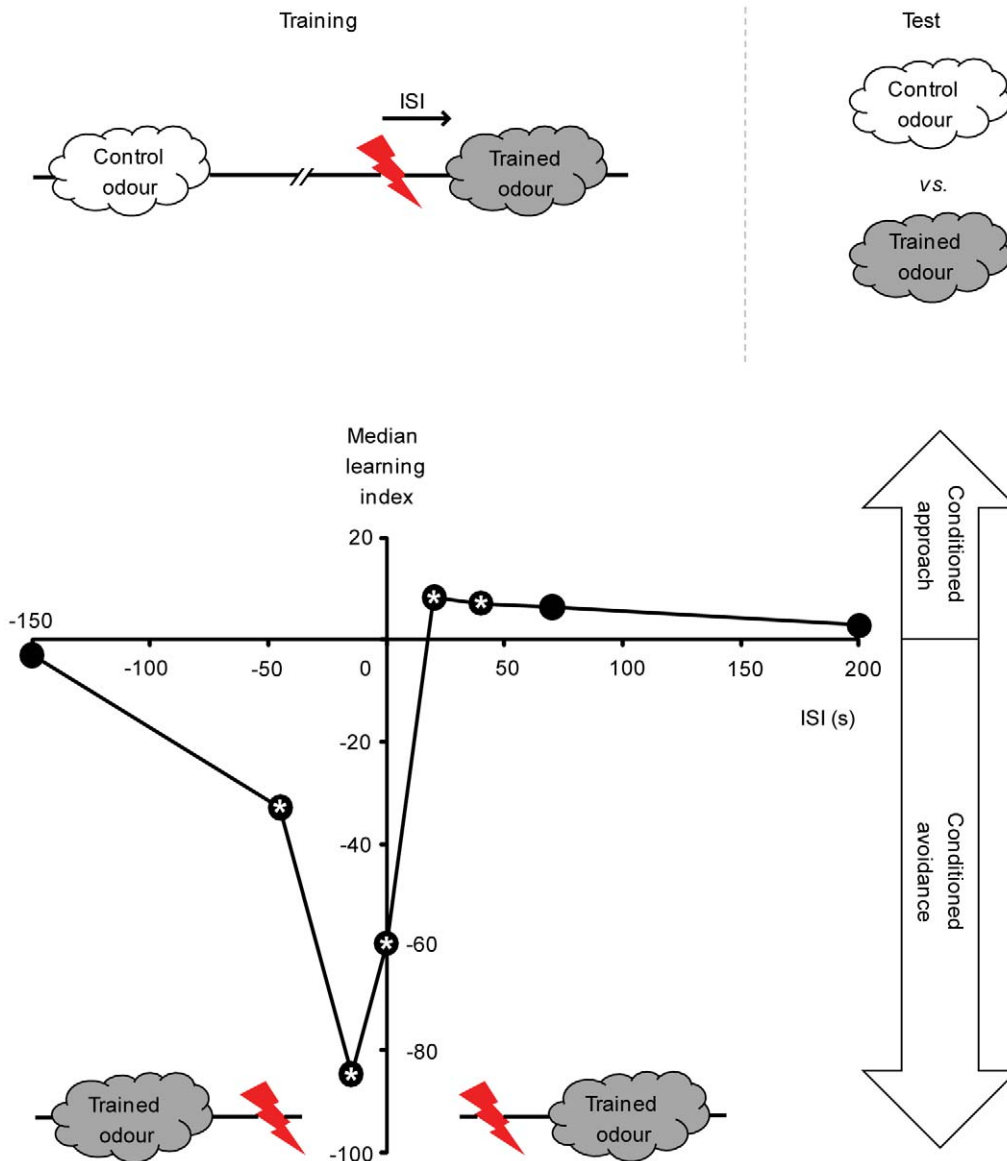 Training
Test
ISI
Control
odour
Trained
odour
Control
odour
vs.
Trained
odour
Median
learning
index
20
-150
-100
-50
0
50
100
150
200
ISI (s)
-20
-40
-60
-80
-100
Conditioned
approach
Conditioned
avoidance
Trained
odour
Trained
odour